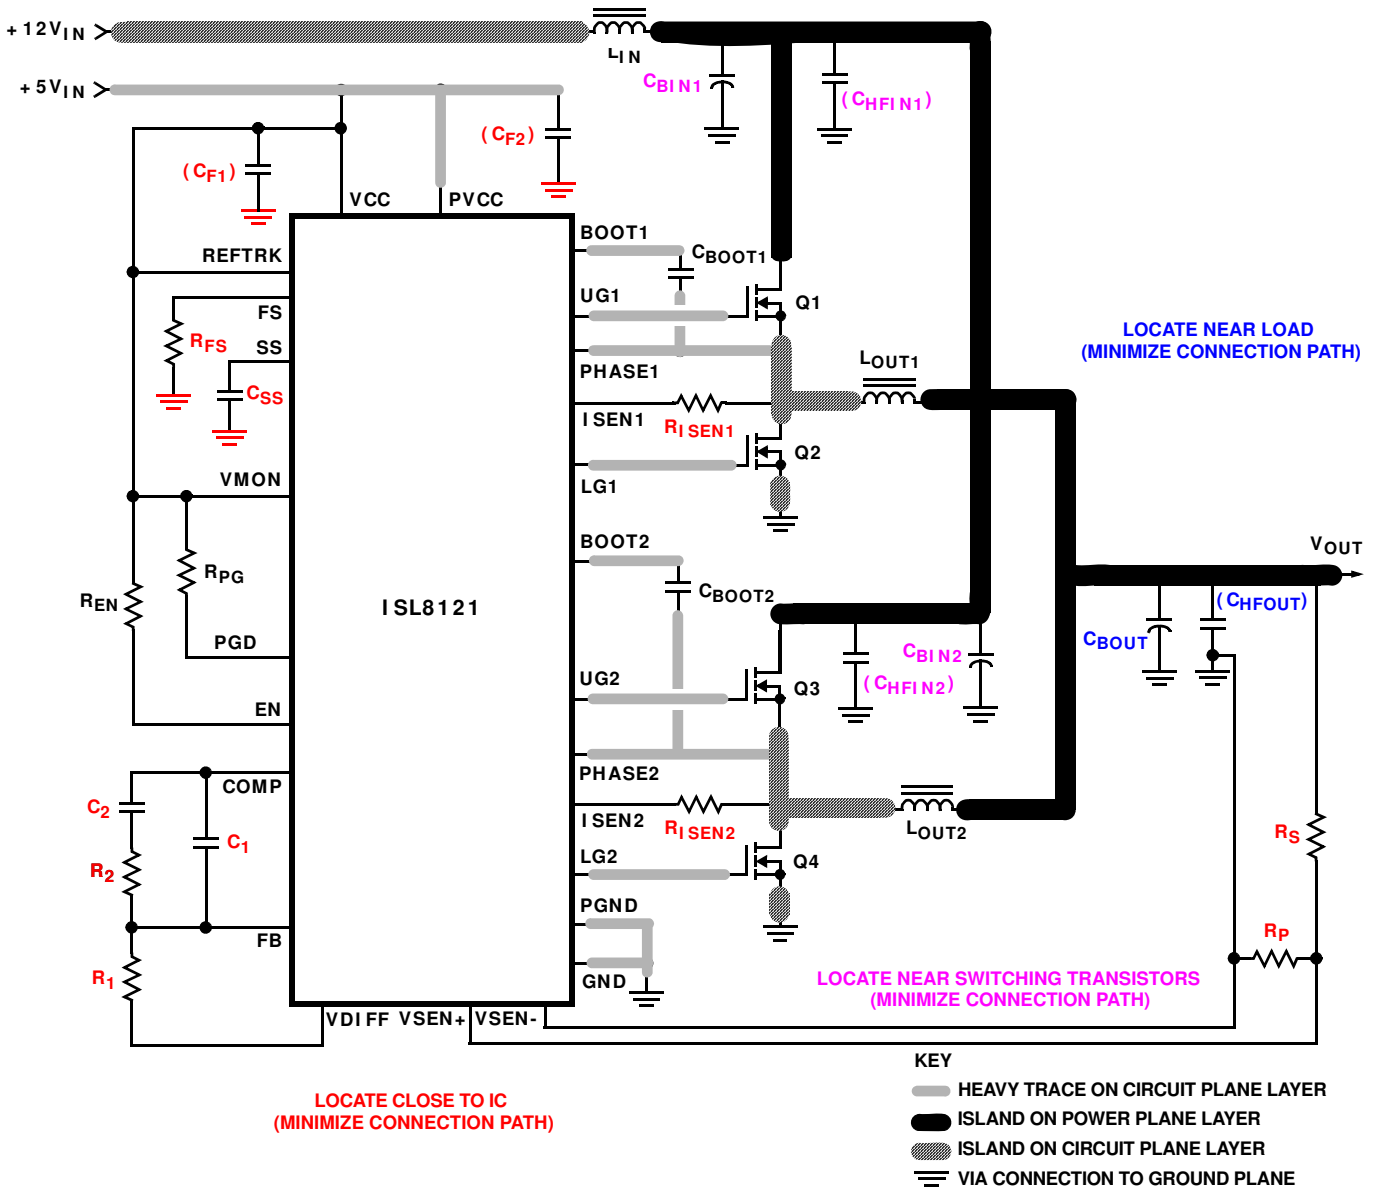 +12VIN
LIN
CBIN1
(CHFIN1)
+5VIN
(CF2)
(CF1)
VCC
PVCC
BOOT1
CBOOT1
REFTRK
UG1
Q1
FS
RFS
SS
LOCATE NEAR LOAD
(MINIMIZE CONNECTION PATH)
PHASE1
LOUT1
CSS
ISEN1
RISEN1
Q2
VMON
LG1
BOOT2
VOUT
RPG
CBOOT2
REN
ISL8121
(CHFOUT)
CBOUT
PGD
CBIN2
(CHFIN2)
UG2
Q3
EN
PHASE2
COMP
C2
ISEN2
RISEN2
LOUT2
RS
C1
LG2
Q4
R2
PGND
FB
RP
R1
GND
LOCATE NEAR SWITCHING TRANSISTORS
(MINIMIZE CONNECTION PATH)
VDIFF
VSEN+
VSEN-
KEY
HEAVY TRACE ON CIRCUIT PLANE LAYER
LOCATE CLOSE TO IC
(MINIMIZE CONNECTION PATH)
ISLAND ON POWER PLANE LAYER
ISLAND ON CIRCUIT PLANE LAYER
VIA CONNECTION TO GROUND PLANE